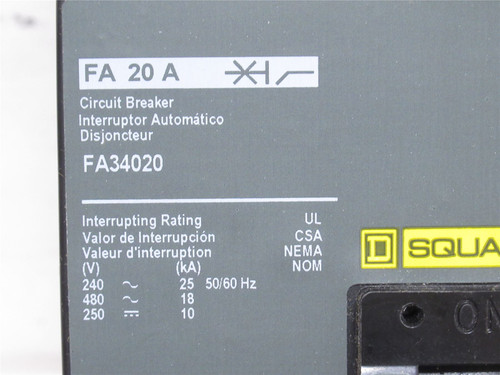 FA 20 A
Circuit Breaker
Interruptor Automático
Disjoncteur
FA34020
Interrupting Rating UL
Valor de Interrupción CSA
Valeur d'interruption NEMA
(V) (kA) NOM
240 ~ 25 50/60 Hz
480 ~ 18
250 ⎓ 10
D SQUA
ON